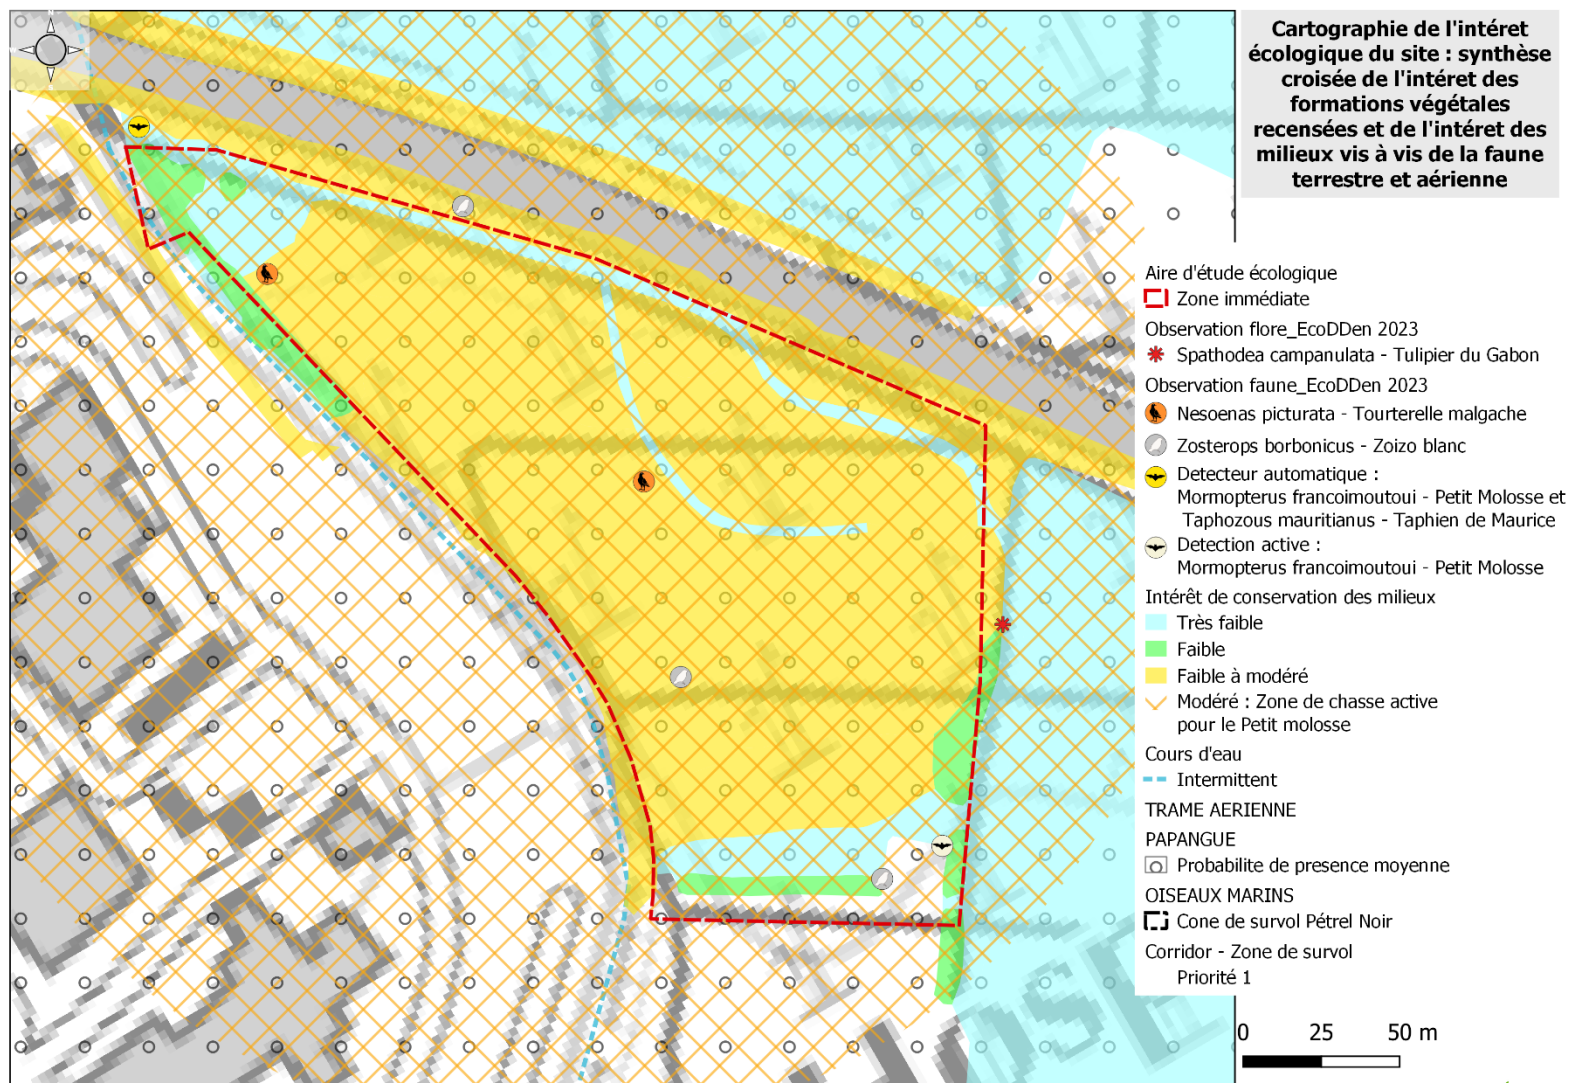 Cartographie de l'intéret
écologique du site : synthèse
croisée de l'intéret des
formations végétales
recensées et de l'intéret des
milieux vis à vis de la faune
terrestre et aérienne
Aire d'étude écologique
Zone immédiate
Observation flore_EcoDDen 2023
Spathodea campanulata - Tulipier du Gabon
Observation faune_EcoDDen 2023
Nesoenas picturata - Tourterelle malgache
Zosterops borbonicus - Zoizo blanc
Detecteur automatique :
Mormopterus francoimoutoui - Petit Molosse et
Taphozous mauritianus - Taphien de Maurice
Detection active :
Mormopterus francoimoutoui - Petit Molosse
Intérêt de conservation des milieux
Très faible
Faible
Faible à modéré
Modéré : Zone de chasse active
pour le Petit molosse
Cours d'eau
Intermittent
TRAME AERIENNE
PAPANGUE
Probabilite de presence moyenne
OISEAUX MARINS
Cone de survol Pétrel Noir
Corridor - Zone de survol
Priorité 1
0 25 50 m